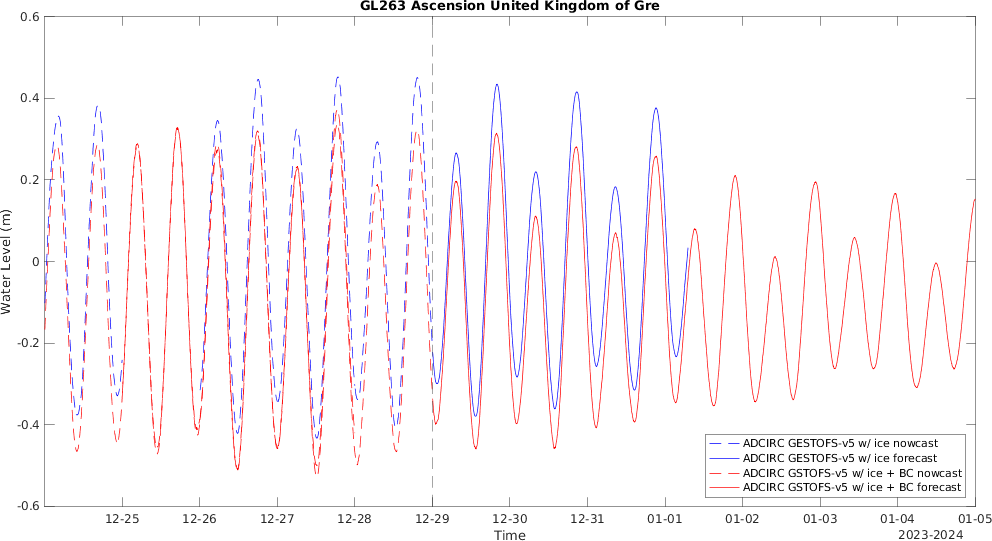 GL263 Ascension United Kingdom of Gre
0.6
0.4
0.2
0
-0.2
-0.4
-0.6
Water Level (m)
12-25 12-26 12-27 12-28 12-29 12-30 12-31 01-01 01-02 01-03 01-04 01-05
Time
2023-2024
ADCIRC GESTOFS-v5 w/ ice nowcast
ADCIRC GESTOFS-v5 w/ ice forecast
ADCIRC GSTOFS-v5 w/ ice + BC nowcast
ADCIRC GSTOFS-v5 w/ ice + BC forecast